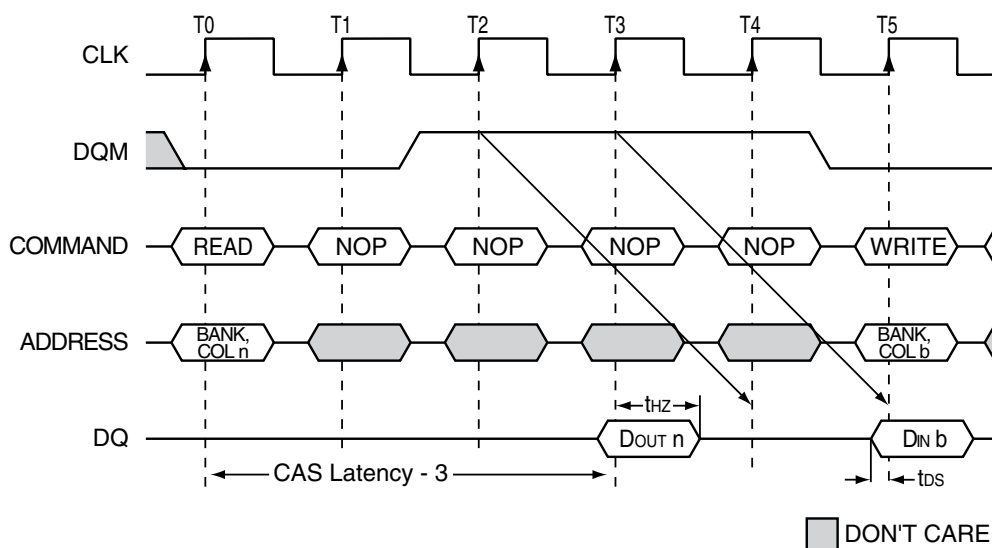 T0 T1 T2 T3 T4 T5
CLK
DQM
COMMAND READ NOP NOP NOP NOP WRITE
ADDRESS BANK, COL n BANK, COL b
tHZ
DQ DOUT n DIN b
CAS Latency - 3 tDS
DON'T CARE